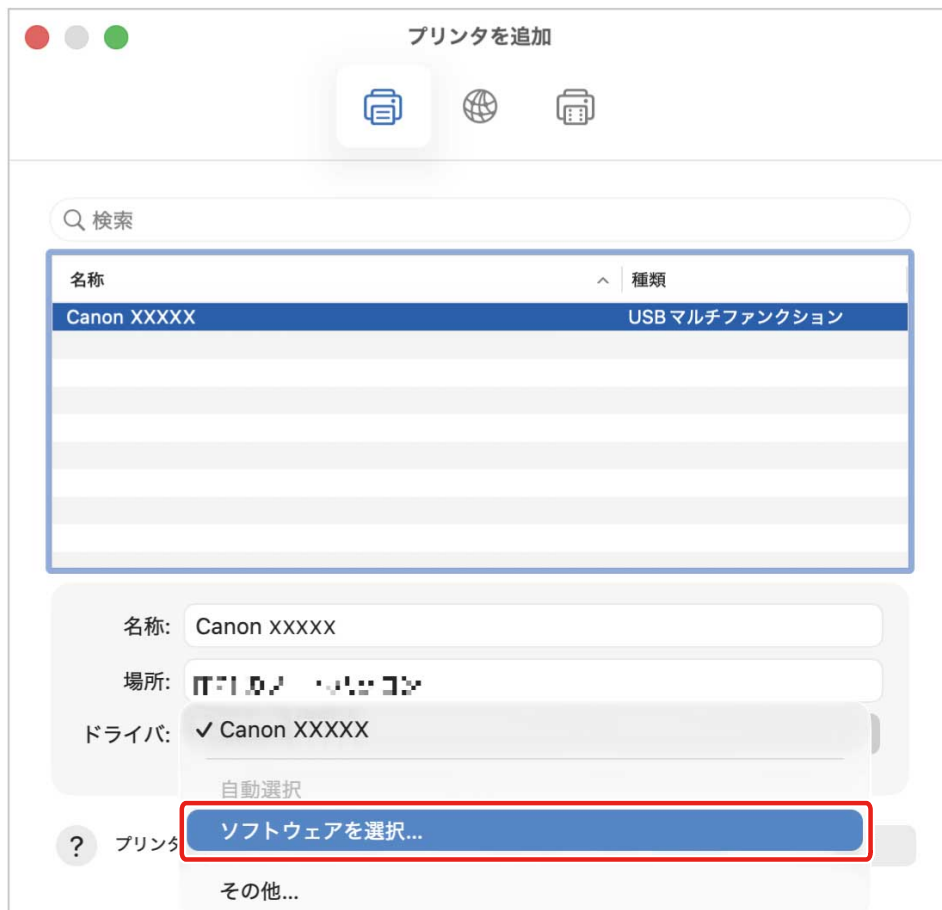 プリンタを追加
検索
名称 種類
Canon XXXXX USBマルチファンクション
名称: Canon XXXXX
場所:
ドライバ: ✓ Canon XXXXX
自動選択
ソフトウェアを選択...
? プリンタ
その他...